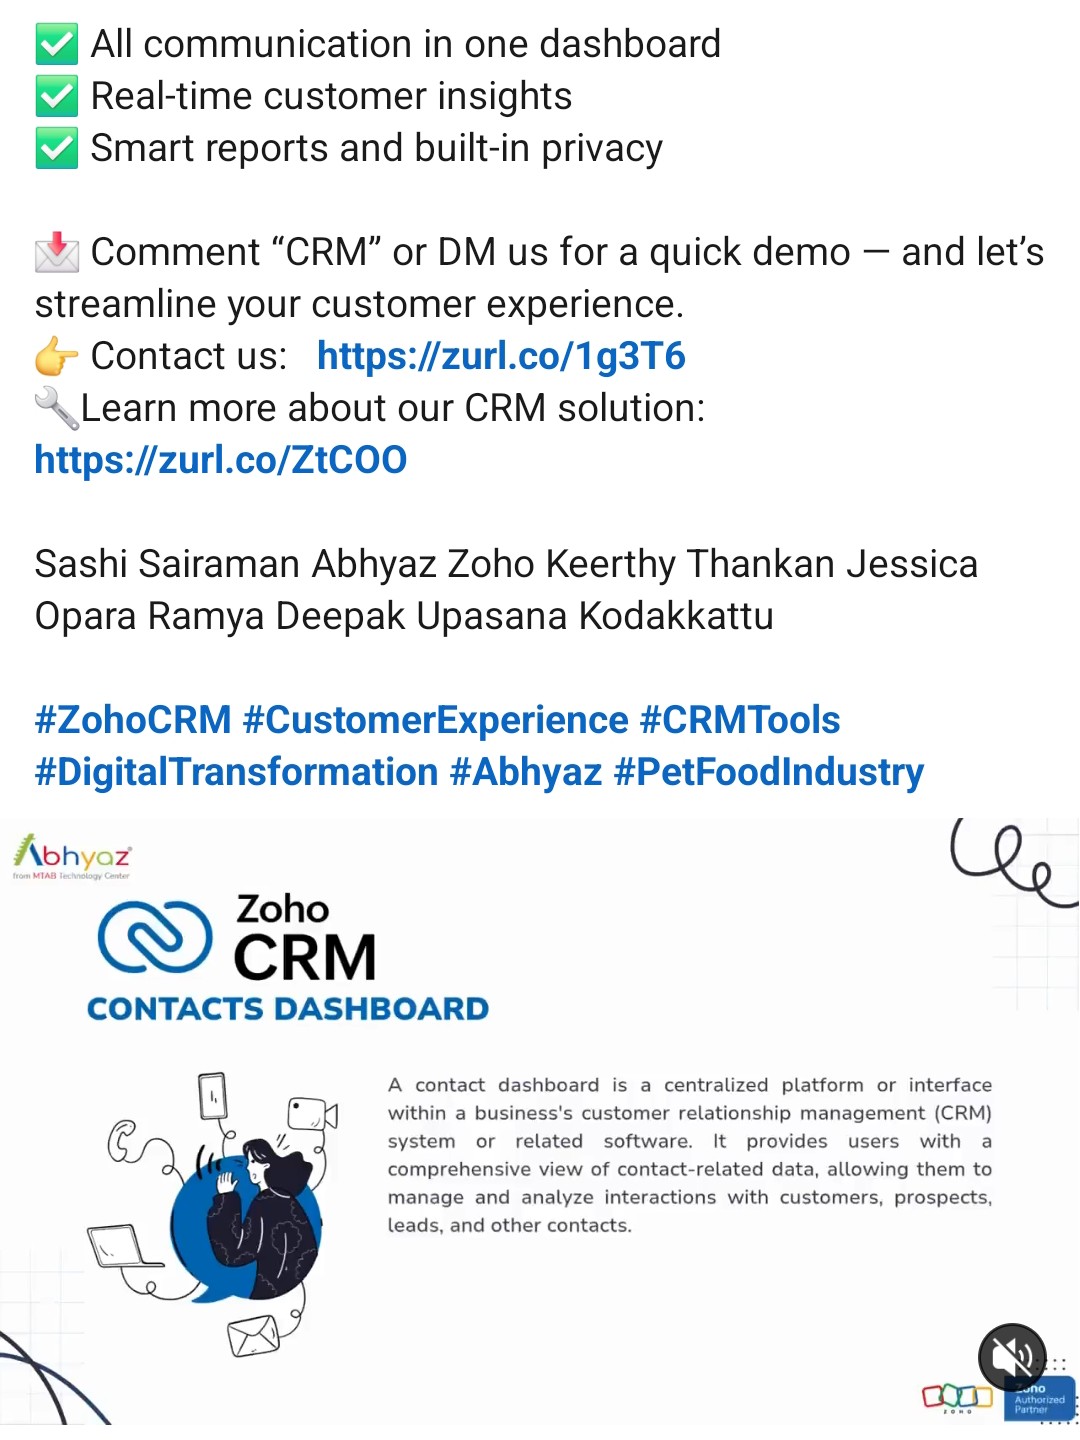 ✅ All communication in one dashboard
✅ Real-time customer insights
✅ Smart reports and built-in privacy
📩 Comment “CRM” or DM us for a quick demo — and let’s
streamline your customer experience.
👉 Contact us: https://zurl.co/1g3T6
🔧Learn more about our CRM solution:
https://zurl.co/ZtCOO
Sashi Sairaman Abhyaz Zoho Keerthy Thankan Jessica
Opara Ramya Deepak Upasana Kodakkattu
#ZohoCRM #CustomerExperience #CRMTools
#DigitalTransformation #Abhyaz #PetFoodIndustry
Abhyaz®
from MTAB Technology Center
Zoho
CRM
CONTACTS DASHBOARD
A contact dashboard is a centralized platform or interface
within a business's customer relationship management (CRM)
system or related software. It provides users with a
comprehensive view of contact-related data, allowing them to
manage and analyze interactions with customers, prospects,
leads, and other contacts.
ZOHO
Zoho
Authorized
Partner